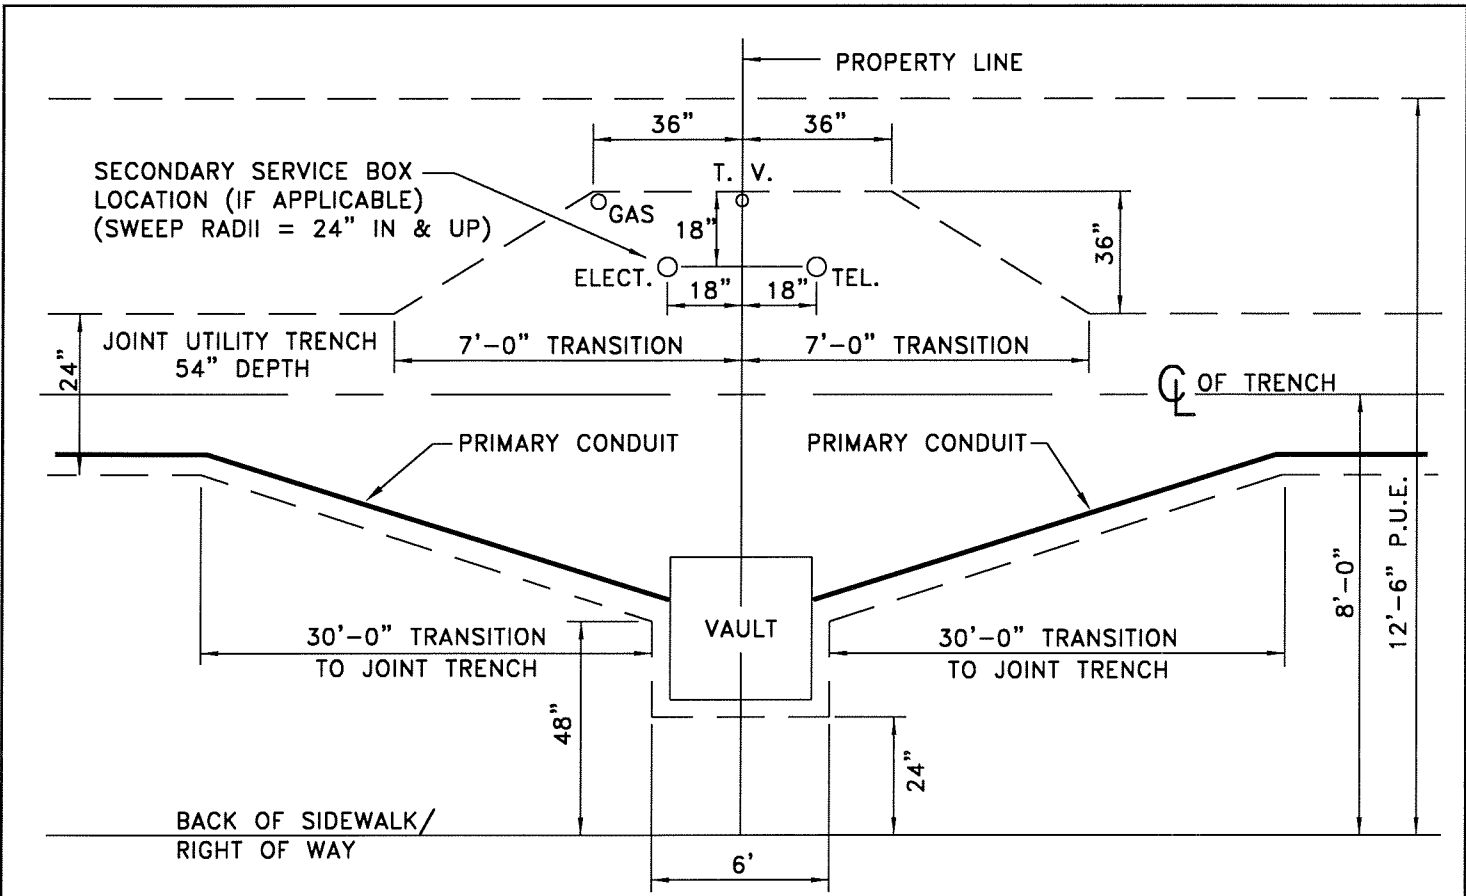 PROPERTY LINE
36" 36"
SECONDARY SERVICE BOX
LOCATION (IF APPLICABLE)
(SWEEP RADII = 24" IN & UP)
T. V.
GAS
18"
36"
ELECT.
TEL.
18" 18"
JOINT UTILITY TRENCH
54" DEPTH
24"
7'-0" TRANSITION 7'-0" TRANSITION
CL OF TRENCH
PRIMARY CONDUIT PRIMARY CONDUIT
12'-6" P.U.E.
8'-0"
VAULT
30'-0" TRANSITION
TO JOINT TRENCH
30'-0" TRANSITION
TO JOINT TRENCH
48"
24"
BACK OF SIDEWALK/
RIGHT OF WAY
6'